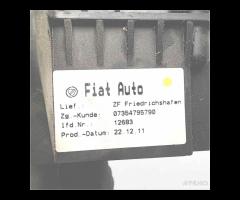 Fiat Auto
Lief.: ZF Friedrichshafen
Zg.-Kunde: 07354795790
lfd.Nr.: 12683
Prod.-Datum: 22.12.11